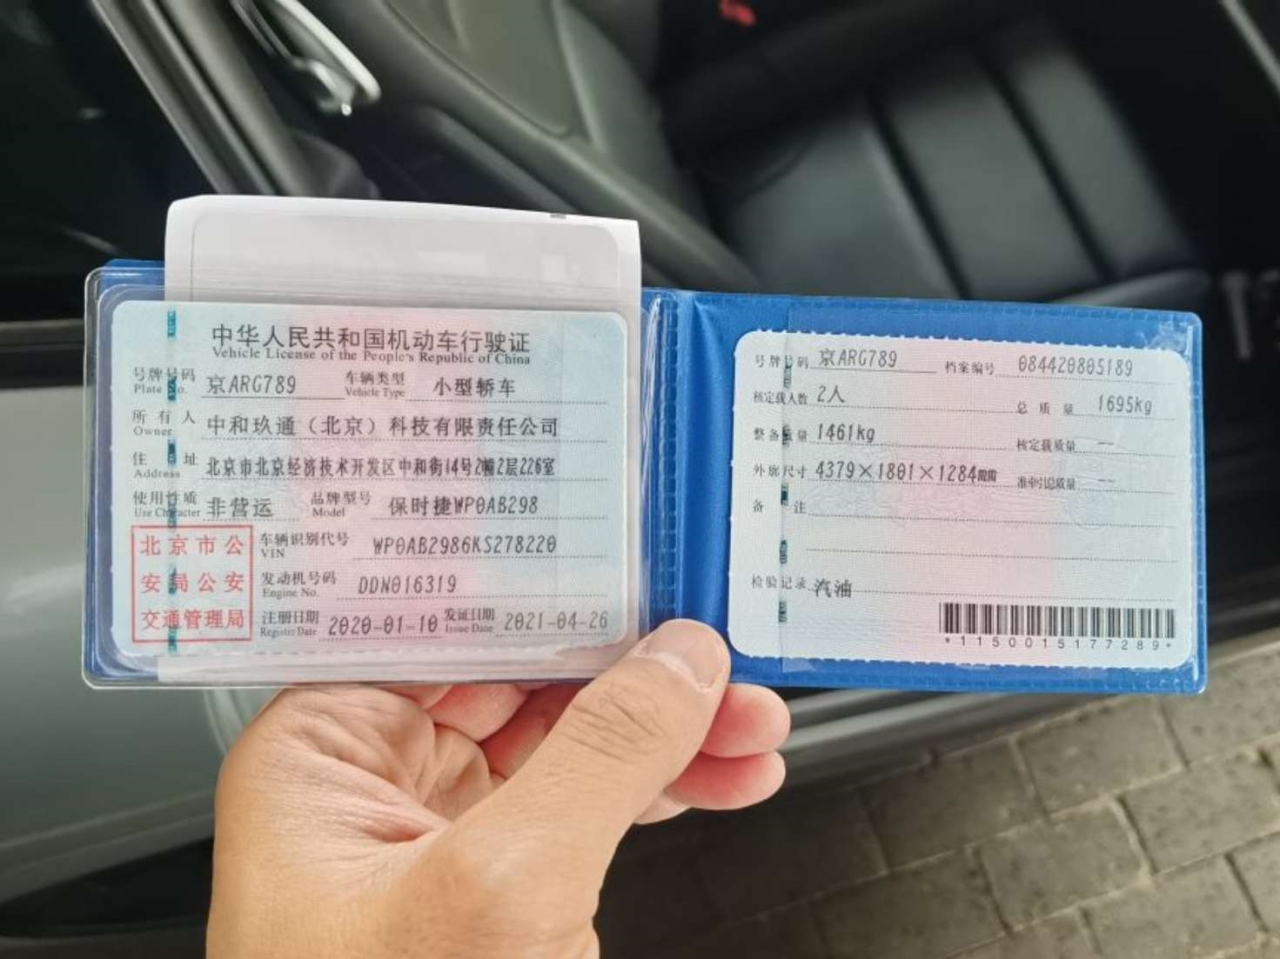 中华人民共和国机动车行驶证
Vehicle License of the People's Republic of China
号牌号码 京ARG789 车辆类型 小型轿车
Plate No. Vehicle Type
所有人 中和玖通（北京）科技有限责任公司
Owner
住址 北京市北京经济技术开发区中和街14号2幢2层226室
Address
使用性质 非营运 品牌型号 保时捷WP0AB298
Use Character Model
北京市公
安局公安
交通管理局
车辆识别代号 WP0AB2986KS278220
VIN
发动机号码 DDN016319
Engine No.
注册日期 2020-01-10 发证日期 2021-04-26
Register Date Issue Date
号牌号码 京ARG789 档案编号 084420805189
核定载人数 2人 总质量 1695kg
整备质量 1461kg 核定载质量 --
外廓尺寸 4379×1801×1284㎜ 准牵引总质量 --
备注
检验记录 汽油
*1150015177289*